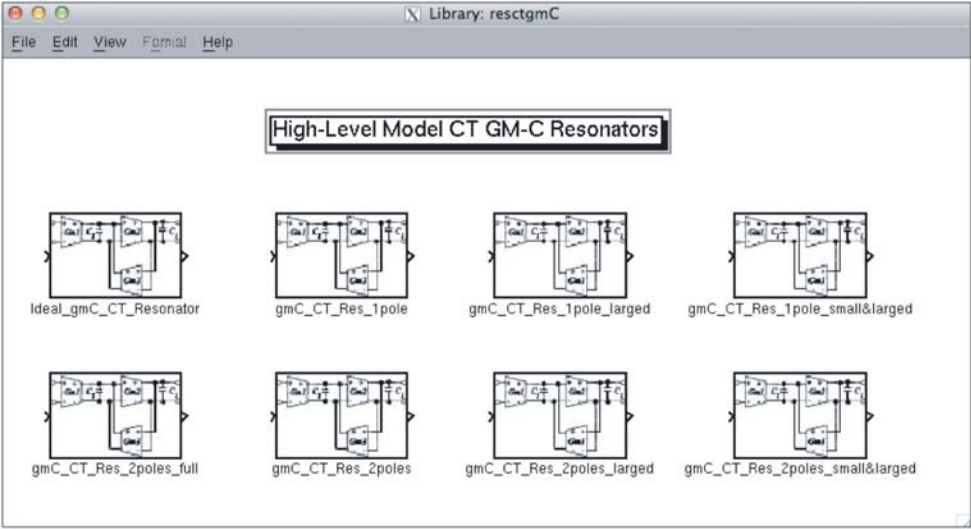 Library: resctgmC
File Edit View Format Help
High-Level Model CT GM-C Resonators
Ideal_gmC_CT_Resonator gmC_CT_Res_1pole gmC_CT_Res_1pole_larged gmC_CT_Res_1pole_small&larged
gmC_CT_Res_2poles_full gmC_CT_Res_2poles gmC_CT_Res_2poles_larged gmC_CT_Res_2poles_small&larged